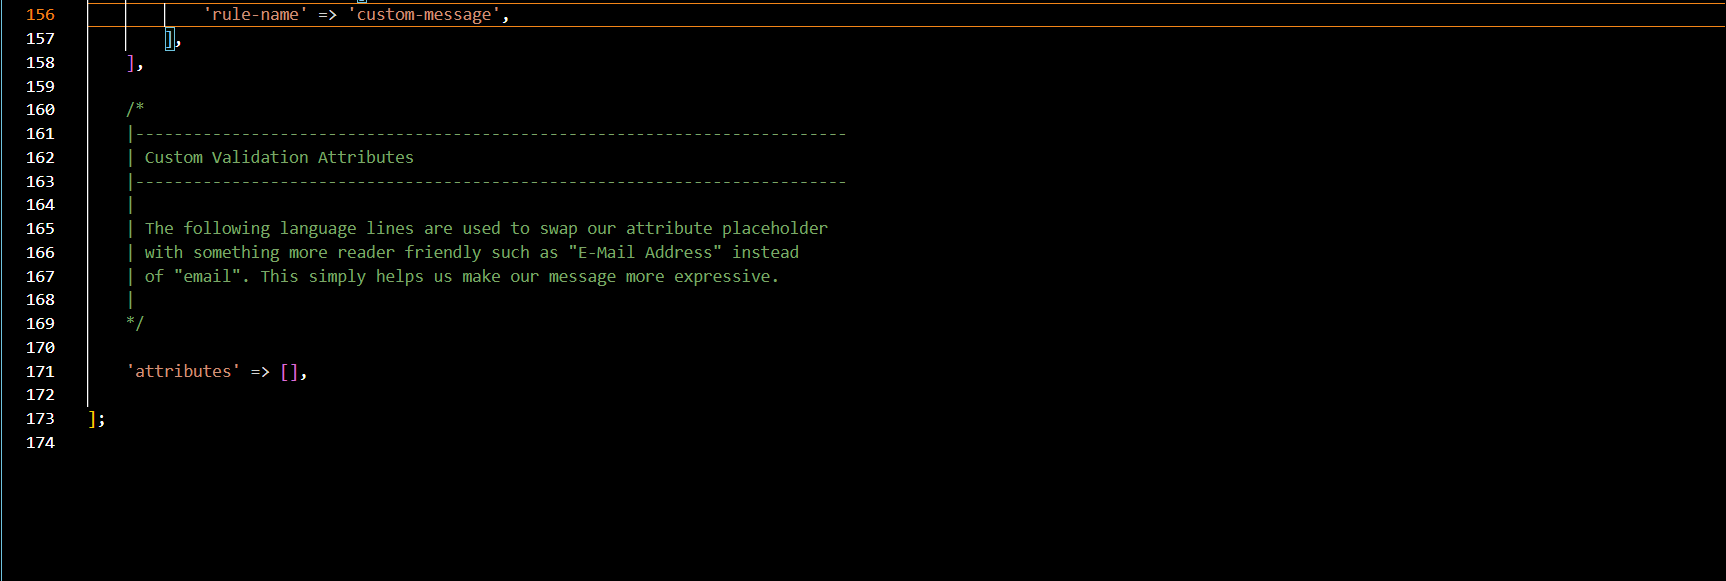 156 'rule-name' => 'custom-message',
157 ],
158 ],
159
160 /*
161 |--------------------------------------------------------------------------
162 | Custom Validation Attributes
163 |--------------------------------------------------------------------------
164 |
165 | The following language lines are used to swap our attribute placeholder
166 | with something more reader friendly such as "E-Mail Address" instead
167 | of "email". This simply helps us make our message more expressive.
168 |
169 */
170
171 'attributes' => [],
172
173 ];
174